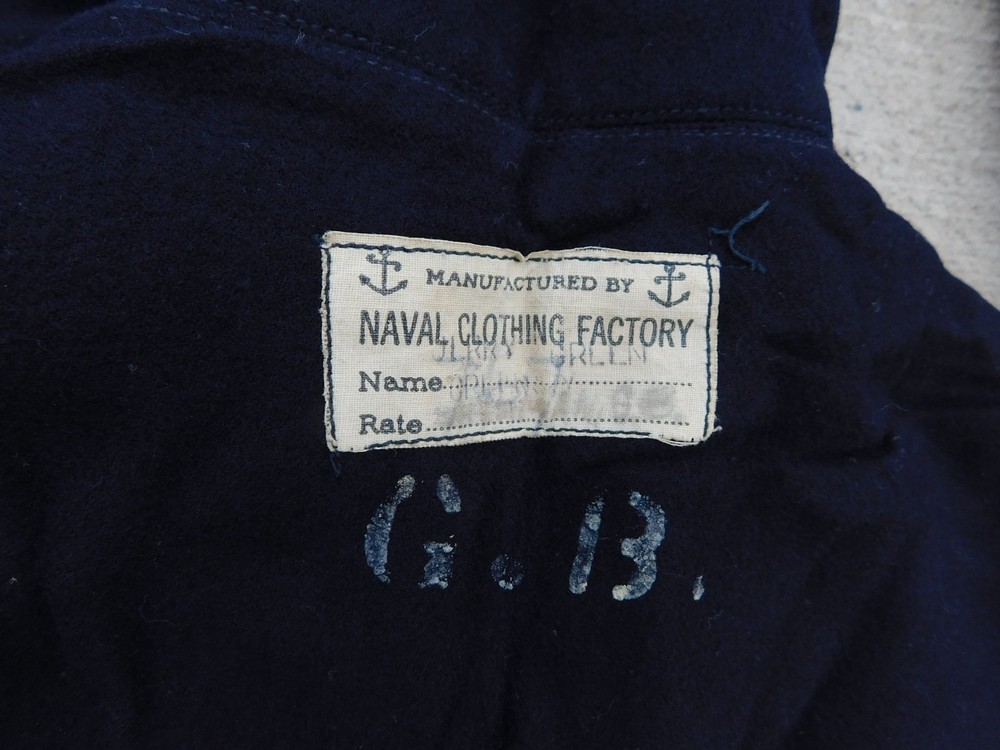 MANUFACTURED BY
NAVAL CLOTHING FACTORY
Name
Rate
G.B.